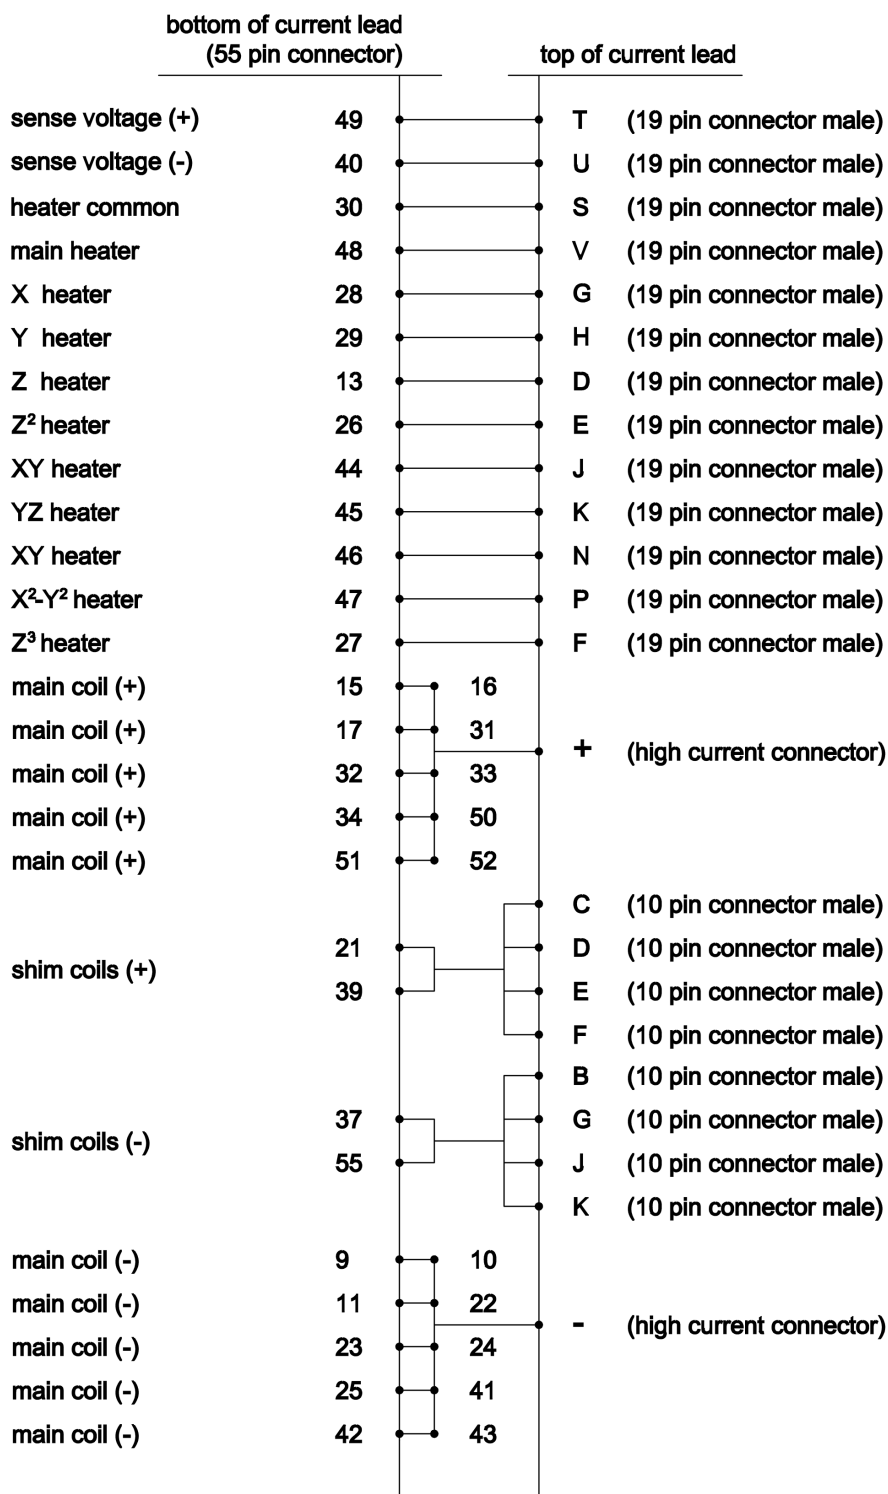 bottom of current lead
(55 pin connector) top of current lead
sense voltage (+) 49 T (19 pin connector male)
sense voltage (-) 40 U (19 pin connector male)
heater common 30 S (19 pin connector male)
main heater 48 V (19 pin connector male)
X heater 28 G (19 pin connector male)
Y heater 29 H (19 pin connector male)
Z heater 13 D (19 pin connector male)
Z² heater 26 E (19 pin connector male)
XY heater 44 J (19 pin connector male)
YZ heater 45 K (19 pin connector male)
XY heater 46 N (19 pin connector male)
X²-Y² heater 47 P (19 pin connector male)
Z³ heater 27 F (19 pin connector male)
main coil (+) 15 16
main coil (+) 17 31
+ (high current connector)
main coil (+) 32 33
main coil (+) 34 50
main coil (+) 51 52
C (10 pin connector male)
21 D (10 pin connector male)
shim coils (+)
39 E (10 pin connector male)
F (10 pin connector male)
B (10 pin connector male)
37 G (10 pin connector male)
shim coils (-)
55 J (10 pin connector male)
K (10 pin connector male)
main coil (-) 9 10
main coil (-) 11 22
- (high current connector)
main coil (-) 23 24
main coil (-) 25 41
main coil (-) 42 43